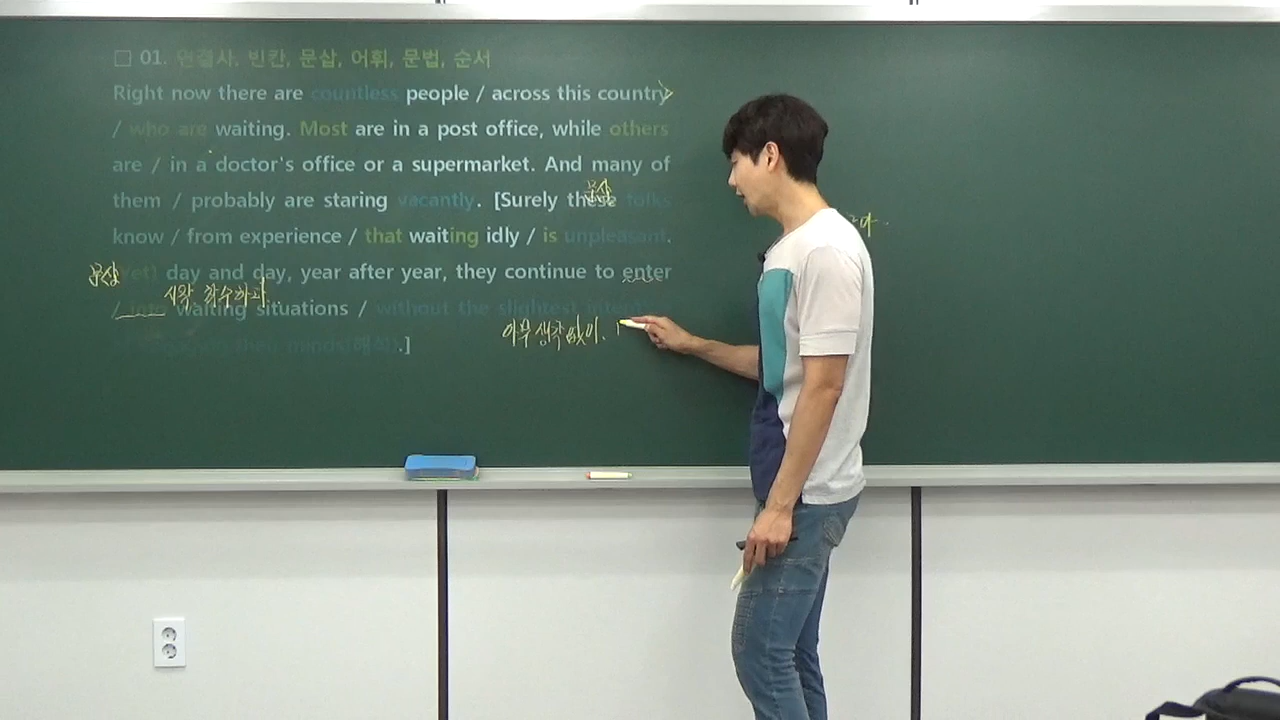 □ 01. 연결사, 빈칸, 문삽, 어휘, 문법, 순서
Right now there are countless people / across this country
/ who are waiting. Most are in a post office, while others
are / in a doctor's office or a supermarket. And many of
them / probably are staring vacantly. [Surely these folks
문삽
know / from experience / that waiting idly / is unpleasant.
문삽
Yet) day and day, year after year, they continue to enter
/ into waiting situations / without the slightest
아무 생각 없이.
their minds(해석).]